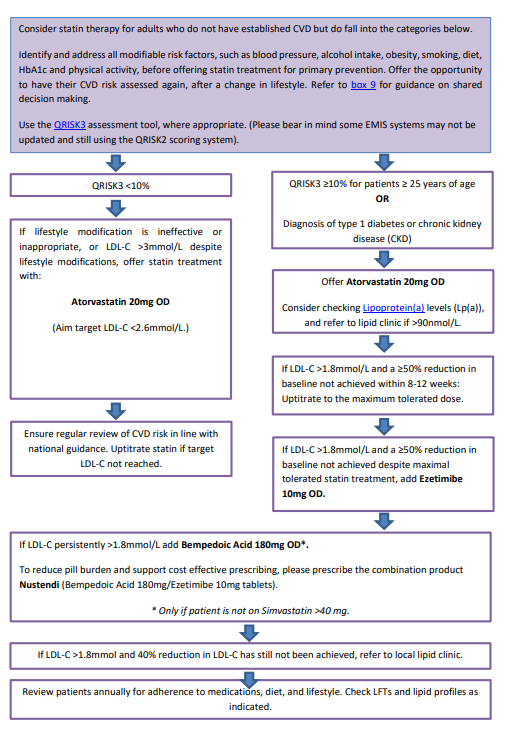 Consider statin therapy for adults who do not have established CVD but do fall into the categories below.
Identify and address all modifiable risk factors, such as blood pressure, alcohol intake, obesity, smoking, diet,
HbA1c and physical activity, before offering statin treatment for primary prevention. Offer the opportunity
to have their CVD risk assessed again, after a change in lifestyle. Refer to box 9 for guidance on shared
decision making.
Use the QRISK3 assessment tool, where appropriate. (Please bear in mind some EMIS systems may not be
updated and still using the QRISK2 scoring system).
QRISK3 <10%
If lifestyle modification is ineffective or
inappropriate, or LDL-C >3mmol/L despite
lifestyle modifications, offer statin treatment
with:
Atorvastatin 20mg OD
(Aim target LDL-C <2.6mmol/L.)
Ensure regular review of CVD risk in line with
national guidance. Uptitrate statin if target
LDL-C not reached.
QRISK3 ≥10% for patients ≥ 25 years of age
OR
Diagnosis of type 1 diabetes or chronic kidney
disease (CKD)
Offer Atorvastatin 20mg OD
Consider checking Lipoprotein(a) levels (Lp(a)),
and refer to lipid clinic if >90nmol/L.
If LDL-C >1.8mmol/L and a ≥50% reduction in
baseline not achieved within 8-12 weeks:
Uptitrate to the maximum tolerated dose.
If LDL-C >1.8mmol/L and a ≥50% reduction in
baseline not achieved despite maximal
tolerated statin treatment, add Ezetimibe
10mg OD.
If LDL-C persistently >1.8mmol/L add Bempedoic Acid 180mg OD*.
To reduce pill burden and support cost effective prescribing, please prescribe the combination product
Nustendi (Bempedoic Acid 180mg/Ezetimibe 10mg tablets).
* Only if patient is not on Simvastatin >40 mg.
If LDL-C >1.8mmol and 40% reduction in LDL-C has still not been achieved, refer to local lipid clinic.
Review patients annually for adherence to medications, diet, and lifestyle. Check LFTs and lipid profiles as
indicated.